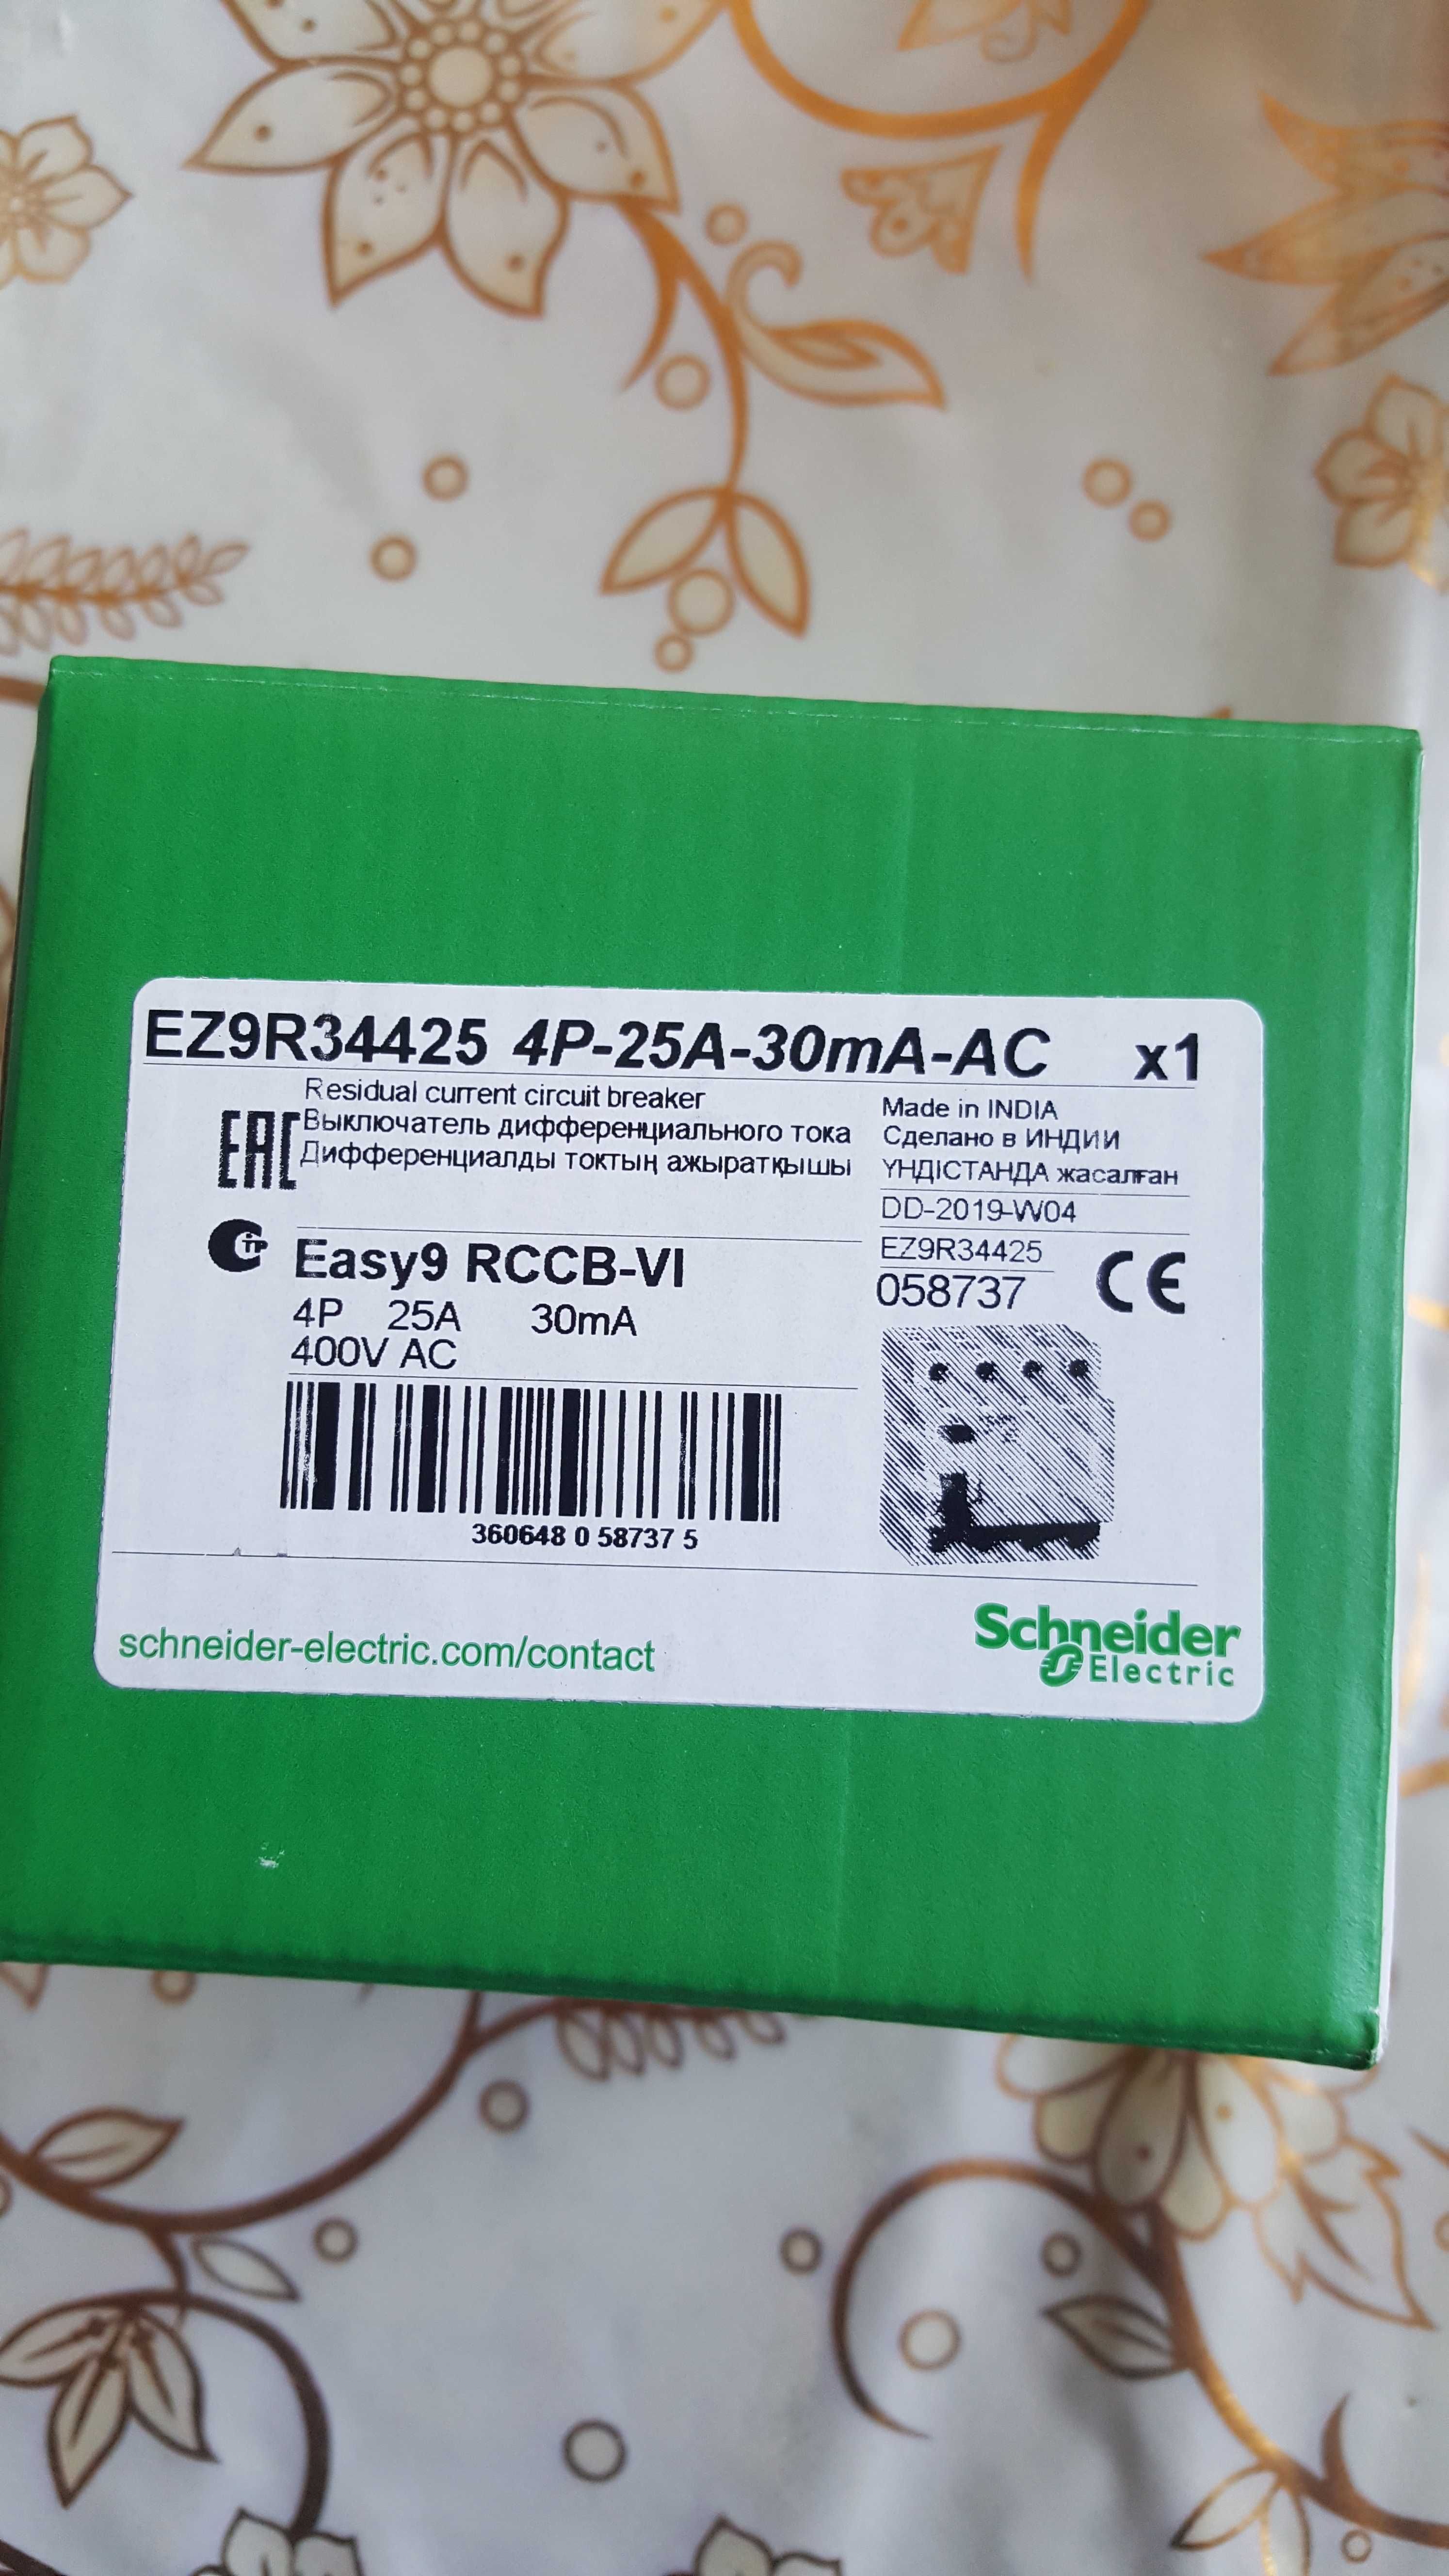 EZ9R34425 4P-25A-30mA-AC x1
Residual current circuit breaker
Выключатель дифференциального тока
Дифференциалды токтың ажыратқышы
EAC
Made in INDIA
Сделано в ИНДИИ
ҮНДІСТАНДА жасалған
DD-2019-W04
EZ9R34425
058737
CE
СТР
Easy9 RCCB-VI
4P 25A 30mA
400V AC
360648 0 58737 5
schneider-electric.com/contact
Schneider
Electric